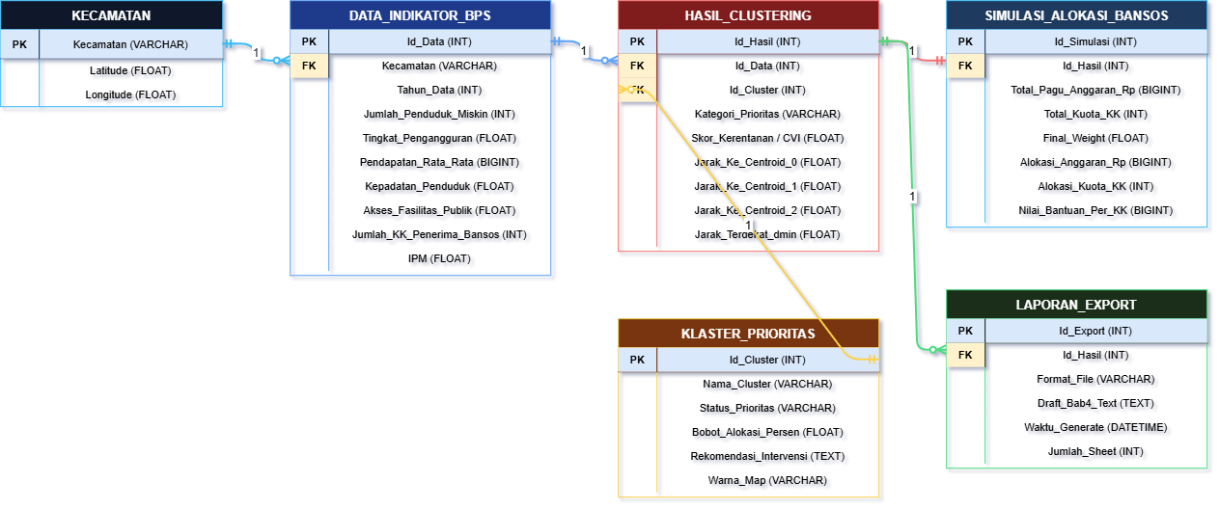 KECAMATAN
PK Kecamatan (VARCHAR)
Latitude (FLOAT)
Longitude (FLOAT)
1
DATA_INDIKATOR_BPS
PK Id_Data (INT)
FK Kecamatan (VARCHAR)
Tahun_Data (INT)
Jumlah_Penduduk_Miskin (INT)
Tingkat_Pengangguran (FLOAT)
Pendapatan_Rata_Rata (BIGINT)
Kepadatan_Penduduk (FLOAT)
Akses_Fasilitas_Publik (FLOAT)
Jumlah_KK_Penerima_Bansos (INT)
IPM (FLOAT)
1
HASIL_CLUSTERING
PK Id_Hasil (INT)
FK Id_Data (INT)
FK Id_Cluster (INT)
Kategori_Prioritas (VARCHAR)
Skor_Kerentanan / CVI (FLOAT)
Jarak_Ke_Centroid_0 (FLOAT)
Jarak_Ke_Centroid_1 (FLOAT)
Jarak_Ke_Centroid_2 (FLOAT)
1
Jarak_Terdekat_dmin (FLOAT)
1
1
SIMULASI_ALOKASI_BANSOS
PK Id_Simulasi (INT)
FK Id_Hasil (INT)
Total_Pagu_Anggaran_Rp (BIGINT)
Total_Kuota_KK (INT)
Final_Weight (FLOAT)
Alokasi_Anggaran_Rp (BIGINT)
Alokasi_Kuota_KK (INT)
Nilai_Bantuan_Per_KK (BIGINT)
KLASTER_PRIORITAS
PK Id_Cluster (INT)
Nama_Cluster (VARCHAR)
Status_Prioritas (VARCHAR)
Bobot_Alokasi_Persen (FLOAT)
Rekomendasi_Intervensi (TEXT)
Warna_Map (VARCHAR)
LAPORAN_EXPORT
PK Id_Export (INT)
FK Id_Hasil (INT)
Format_File (VARCHAR)
Draft_Bab4_Text (TEXT)
Waktu_Generate (DATETIME)
Jumlah_Sheet (INT)